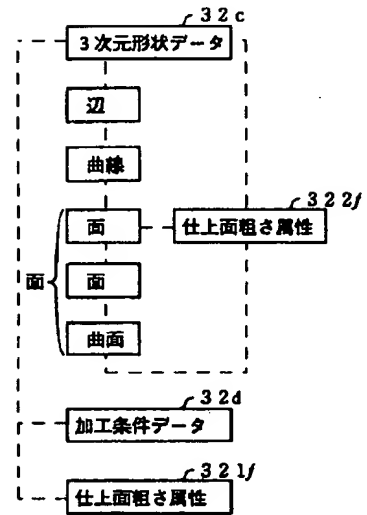 32c
3次元形状データ
辺
曲線
322f
面
仕上面粗さ属性
面
面
曲面
32d
加工条件データ
321f
仕上面粗さ属性